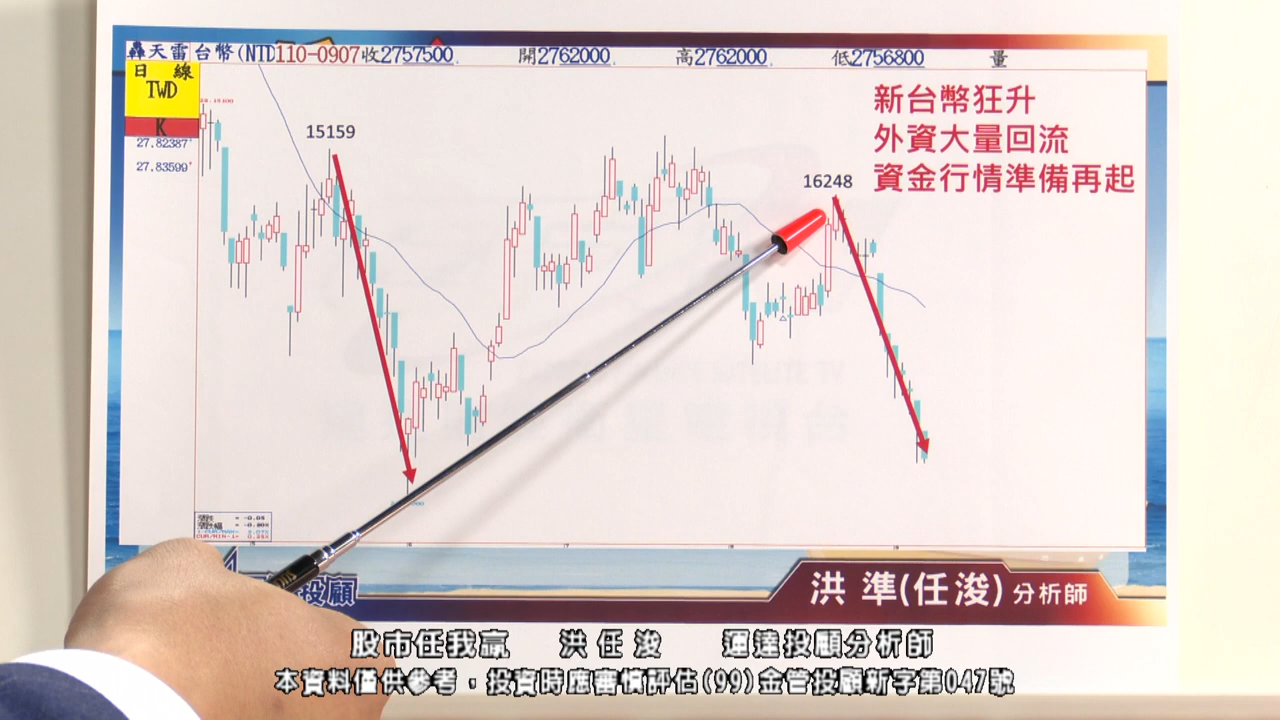 天雷台幣(NTD110-0907收2757500 開2762000 高2762000 低2756800 量
日 線
TWD
K
27.82387
27.83599
15159
16248
新台幣狂升
外資大量回流
資金行情準備再起
投顧
洪 準(任浚)分析師
股市任我贏 洪任浚 運達投顧分析師
本資料僅供參考，投資時應審慎評估(99)金管投顧新字第047號